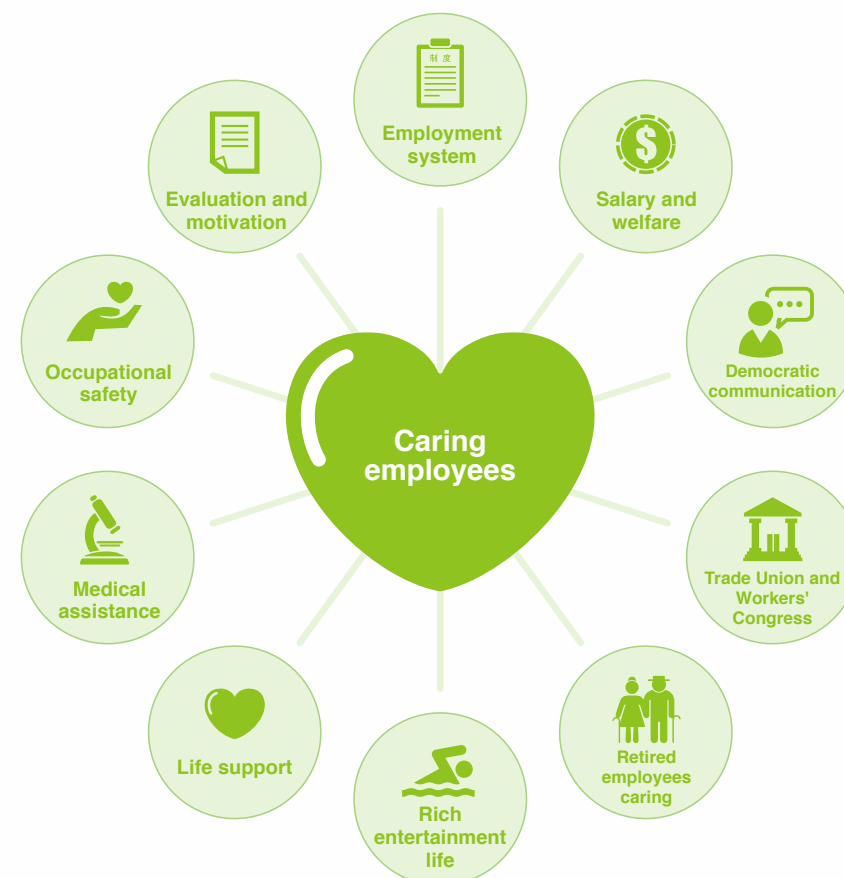 制 度
Employment
system
Salary and
welfare
Democratic
communication
Trade Union and
Workers'
Congress
Retired
employees
caring
Rich
entertainment
life
Life support
Medical
assistance
Occupational
safety
Evaluation and
motivation
Caring
employees